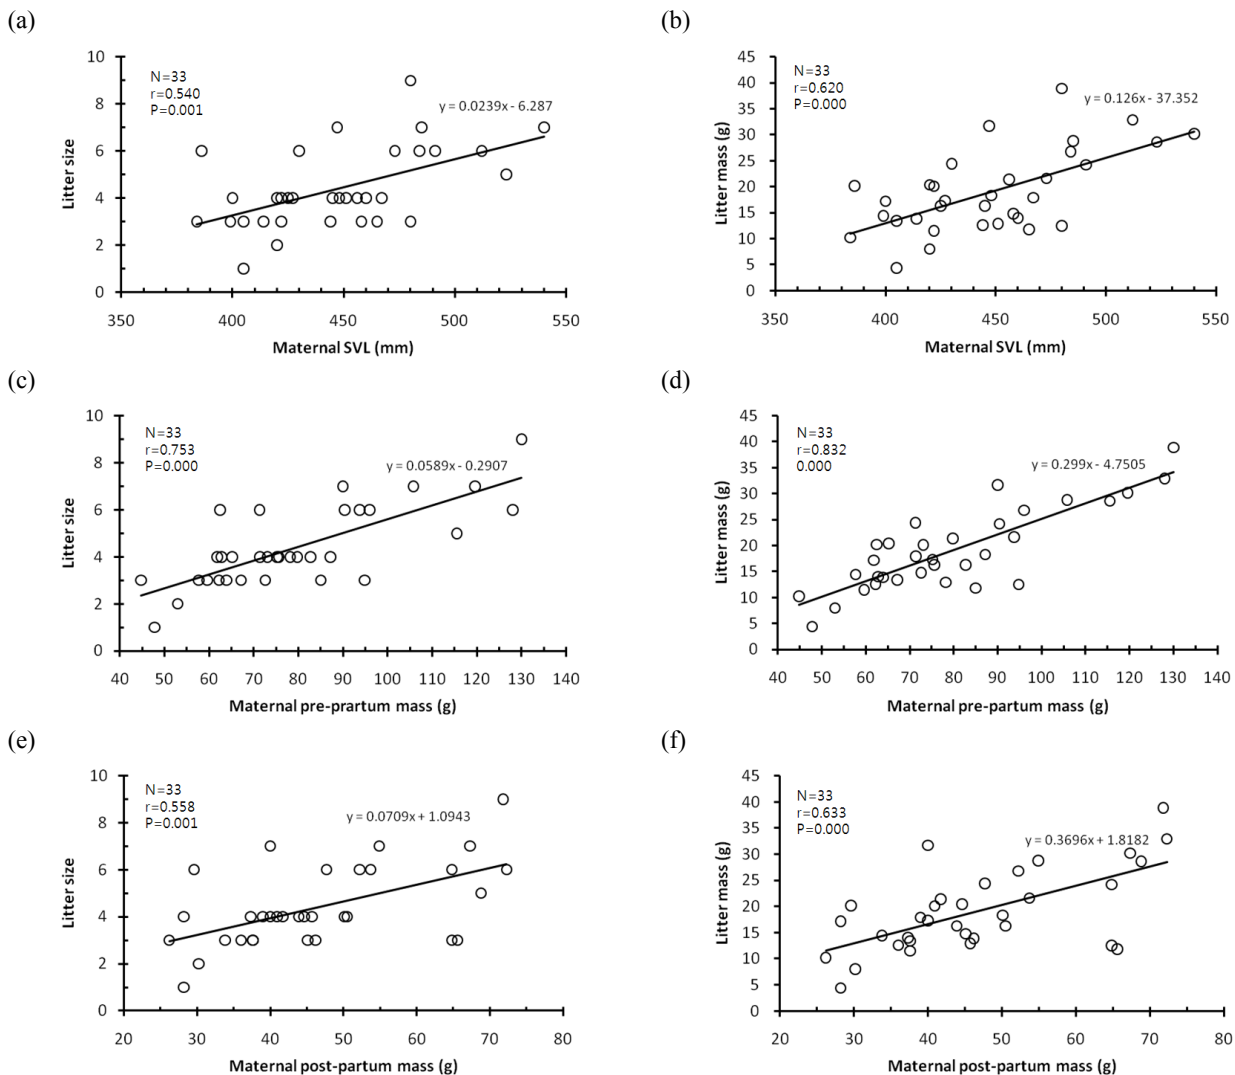 (a)
Litter size
10
8
6
4
2
0
N=33
r=0.540
P=0.001
y = 0.0239x - 6.287
350
400
450
500
550
Maternal SVL (mm)
(b)
Litter mass (g)
45
40
35
30
25
20
15
10
5
0
N=33
r=0.620
P=0.000
y = 0.126x - 37.352
350
400
450
500
550
Maternal SVL (mm)
(c)
Litter size
10
8
6
4
2
0
N=33
r=0.753
P=0.000
y = 0.0589x - 0.2907
40
50
60
70
80
90
100
110
120
130
140
Maternal pre-prartum mass (g)
(d)
Litter mass (g)
45
40
35
30
25
20
15
10
5
0
N=33
r=0.832
0.000
y = 0.299x - 4.7505
40
50
60
70
80
90
100
110
120
130
140
Maternal pre-partum mass (g)
(e)
Litter size
10
8
6
4
2
0
N=33
r=0.558
P=0.001
y = 0.0709x + 1.0943
20
30
40
50
60
70
80
Maternal post-partum mass (g)
(f)
Litter mass (g)
45
40
35
30
25
20
15
10
5
0
N=33
r=0.633
P=0.000
y = 0.3696x + 1.8182
20
30
40
50
60
70
80
Maternal post-partum mass (g)